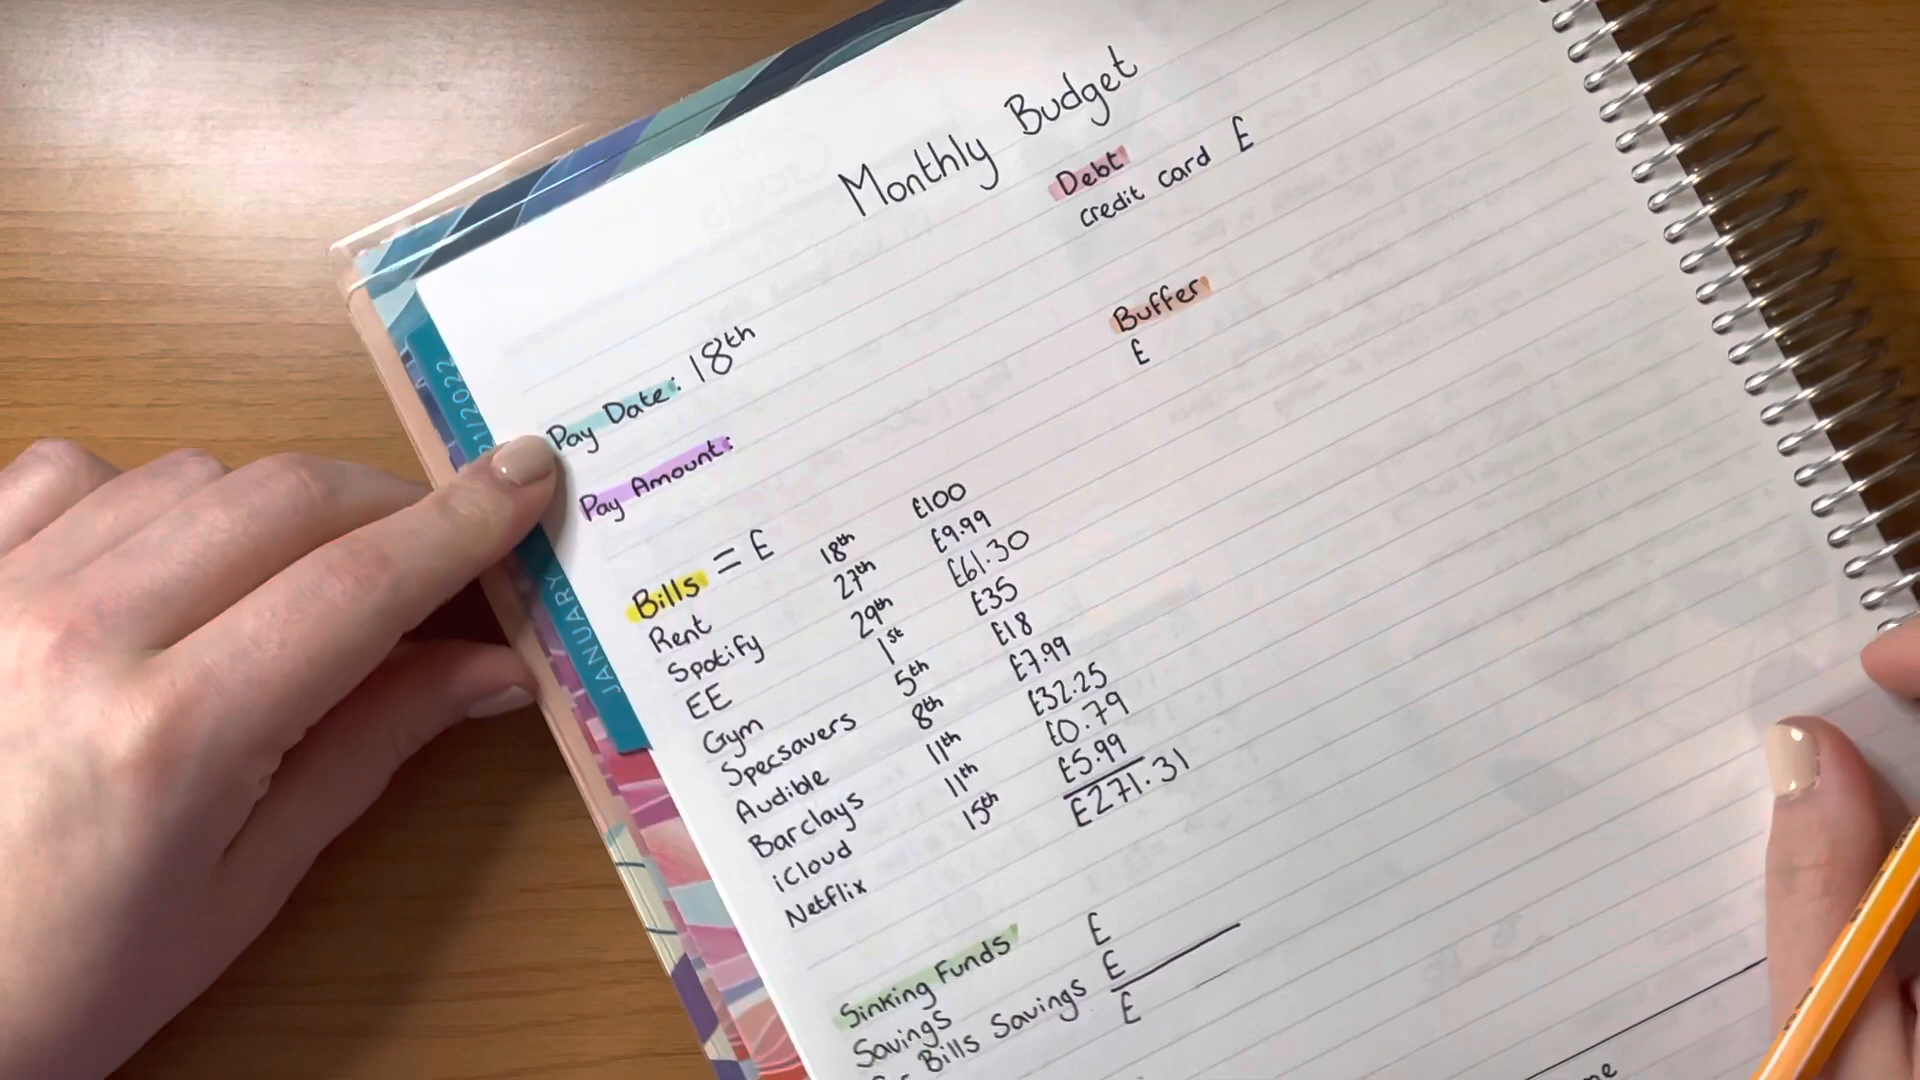 Monthly Budget
Debt
credit card £
Buffer
£
Pay Date: 18th
Pay Amount:
Bills = £
Rent 18th £100
Spotify 27th £9.99
EE 29th £61.30
Gym 1st £35
Specsavers 5th £18
Audible 8th £7.99
Barclays 11th £32.25
iCloud 11th £0.79
Netflix 15th £5.99
£271.31
Sinking Funds
Savings £
Bills Savings £
£
JANUARY
2022